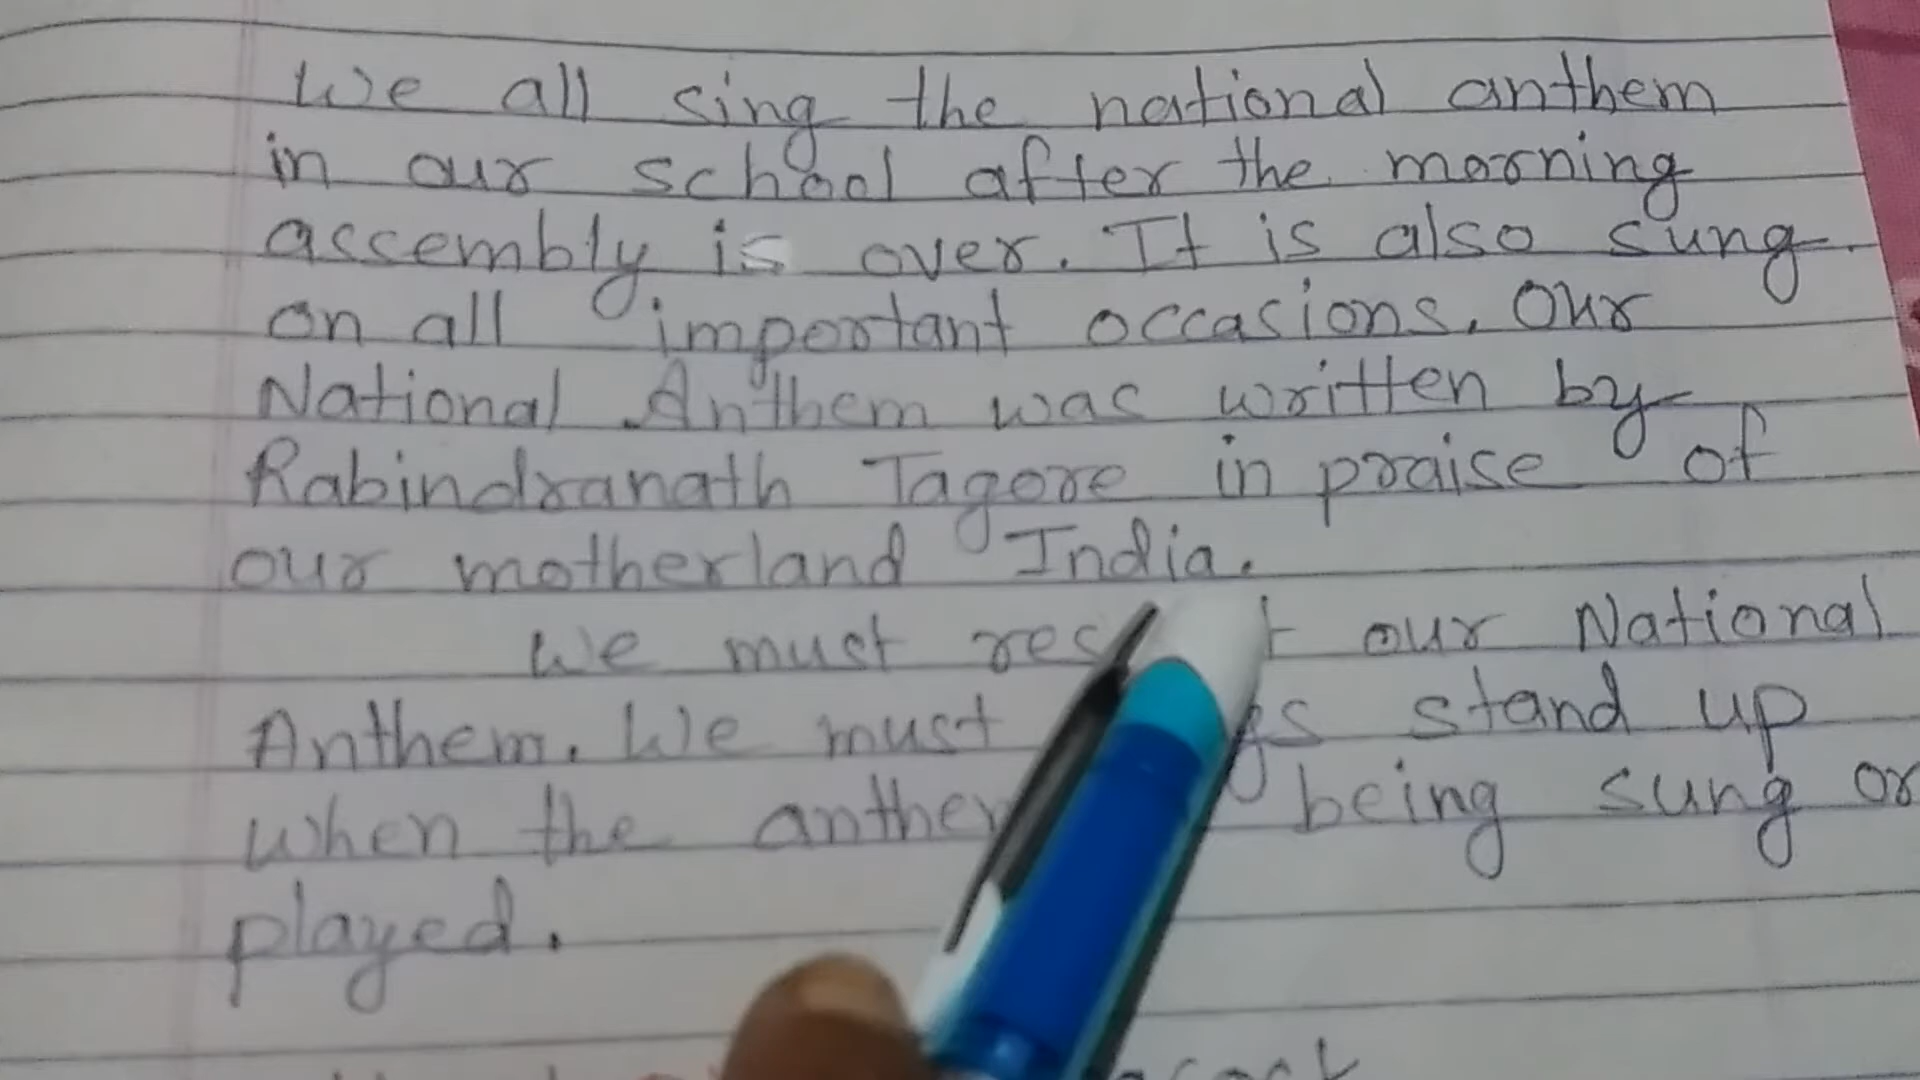 We all sing the national anthem
in our school after the morning
assembly is over. It is also sung
on all important occasions. Our
National Anthem was written by
Rabindranath Tagore in praise of
our motherland India.
We must our National
Anthem. We must stand up
when the being sung or
played.